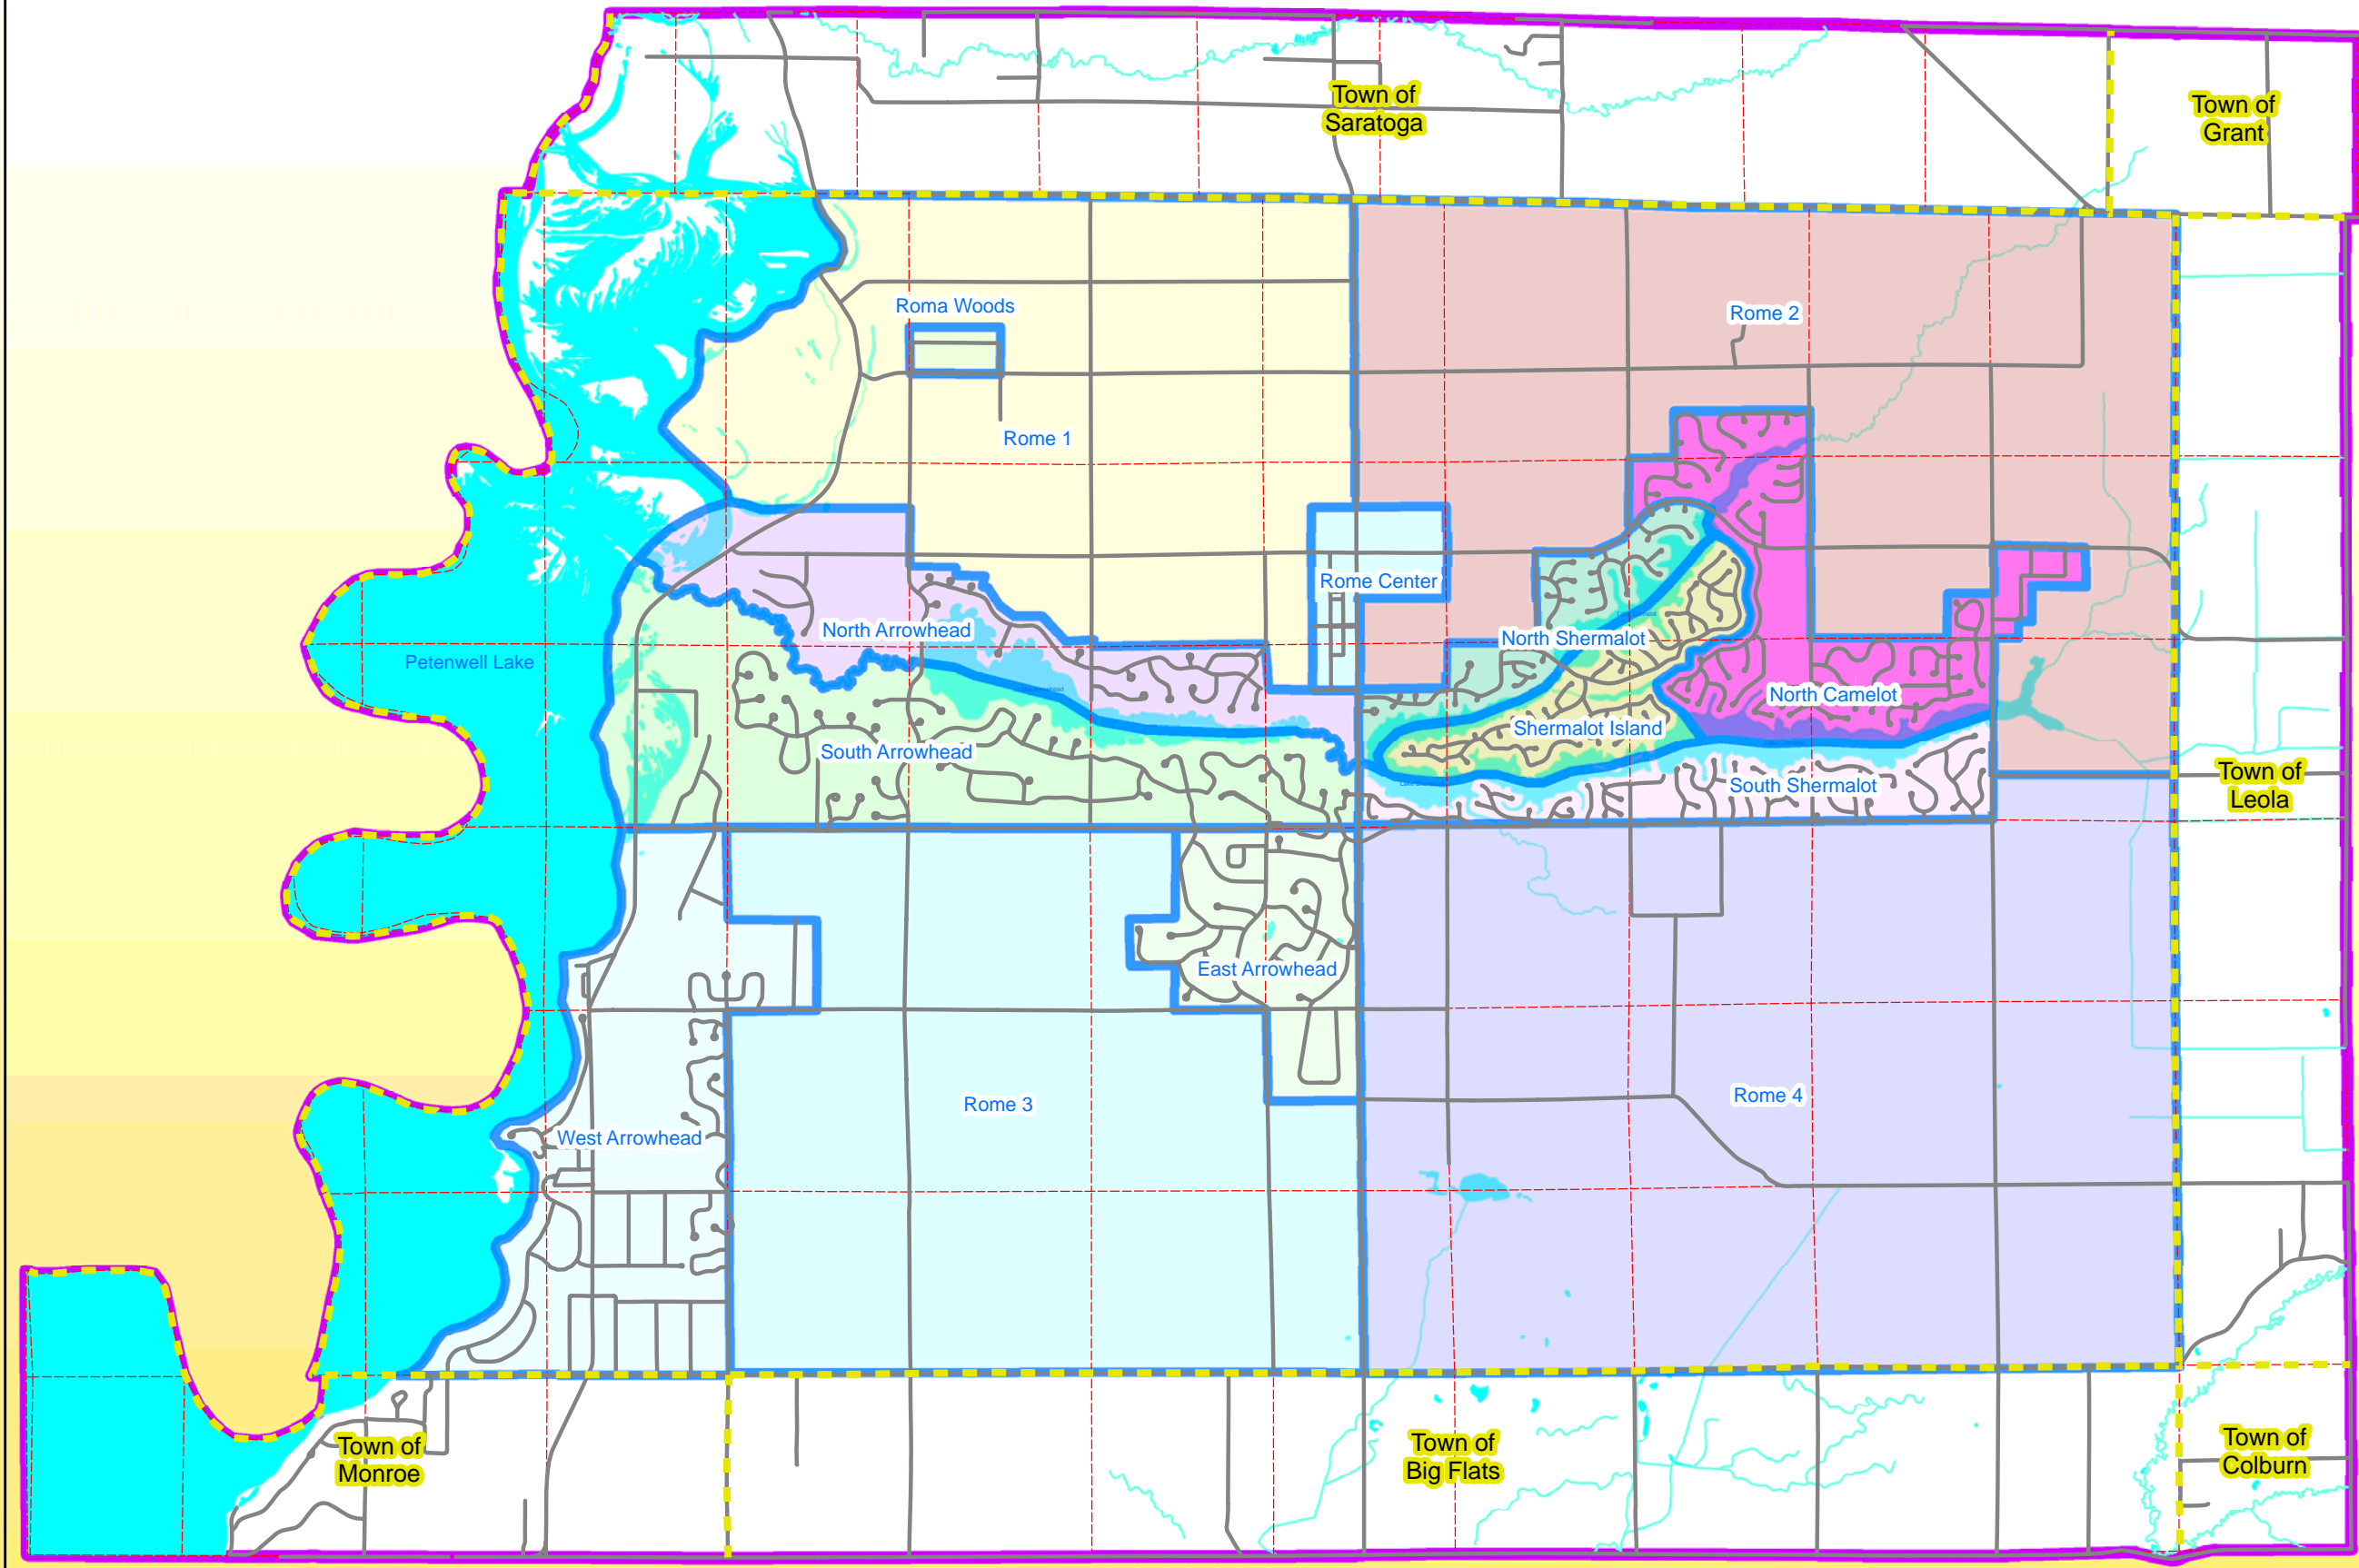 Town of
Saratoga
Town of
Grant
Roma Woods
Rome 2
Rome 1
Rome Center
North Arrowhead
North Shermalot
Petenwell Lake
North Camelot
Shermalot Island
South Arrowhead
South Shermalot
Town of
Leola
East Arrowhead
Rome 3
Rome 4
West Arrowhead
Town of
Monroe
Town of
Big Flats
Town of
Colburn